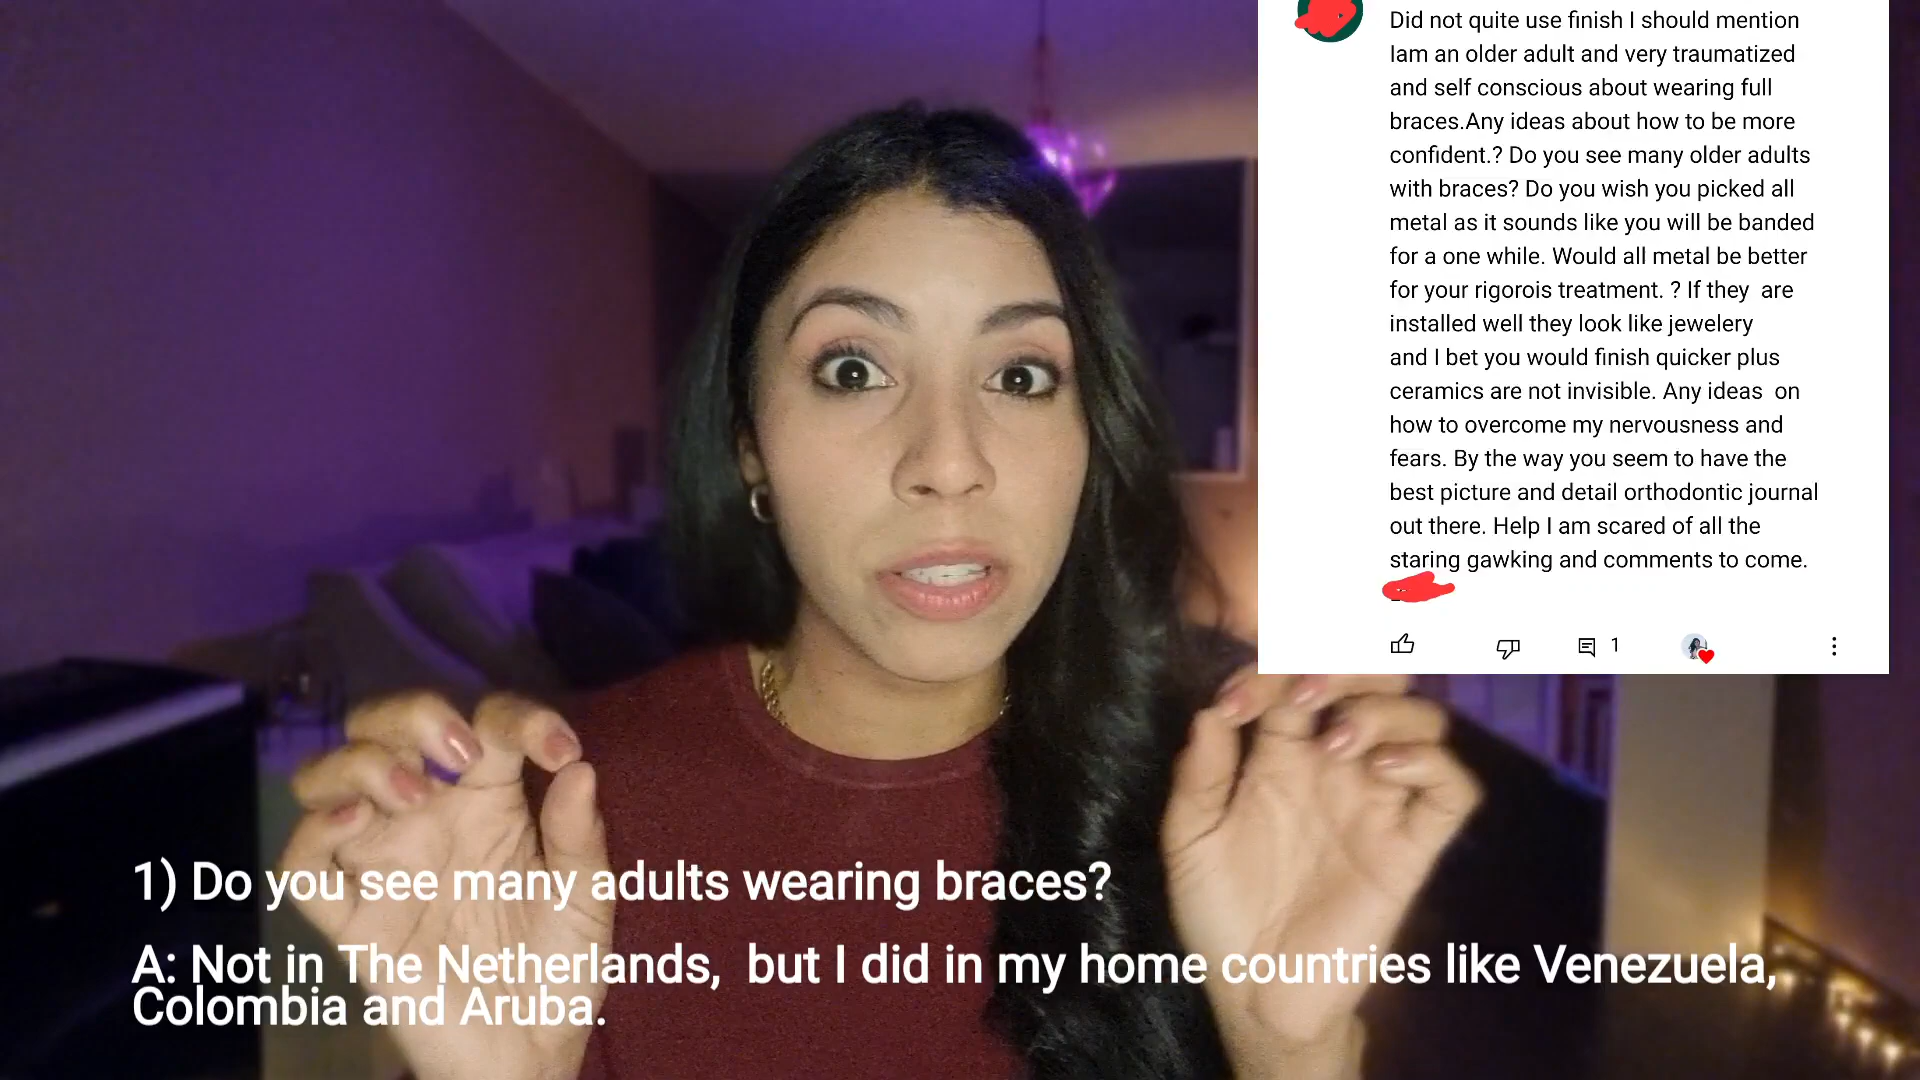 Did not quite use finish I should mention
Iam an older adult and very traumatized
and self conscious about wearing full
braces.Any ideas about how to be more
confident.? Do you see many older adults
with braces? Do you wish you picked all
metal as it sounds like you will be banded
for a one while. Would all metal be better
for your rigorois treatment. ? If they  are
installed well they look like jewelery
and I bet you would finish quicker plus
ceramics are not invisible. Any ideas  on
how to overcome my nervousness and
fears. By the way you seem to have the
best picture and detail orthodontic journal
out there. Help I am scared of all the
staring gawking and comments to come.
1
1) Do you see many adults wearing braces?
A: Not in The Netherlands,  but I did in my home countries like Venezuela,
Colombia and Aruba.